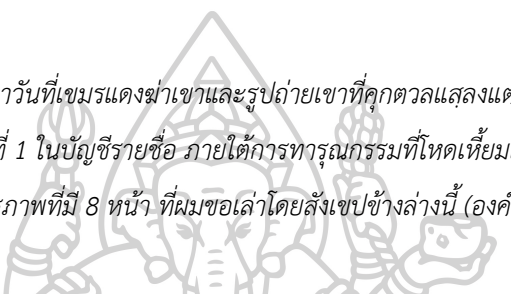 าวันที่เขมรแดงฆ่าเขาและรูปถ่ายเขาที่คุกตวลแสฺลงแต
ที่ 1 ในบัญชีรายชื่อ ภายใต้การทารุณกรรมที่โหดเหี้ยม
รภาพที่มี 8 หน้า ที่ผมขอเล่าโดยสังเขปข้างล่างนี้ (องค์